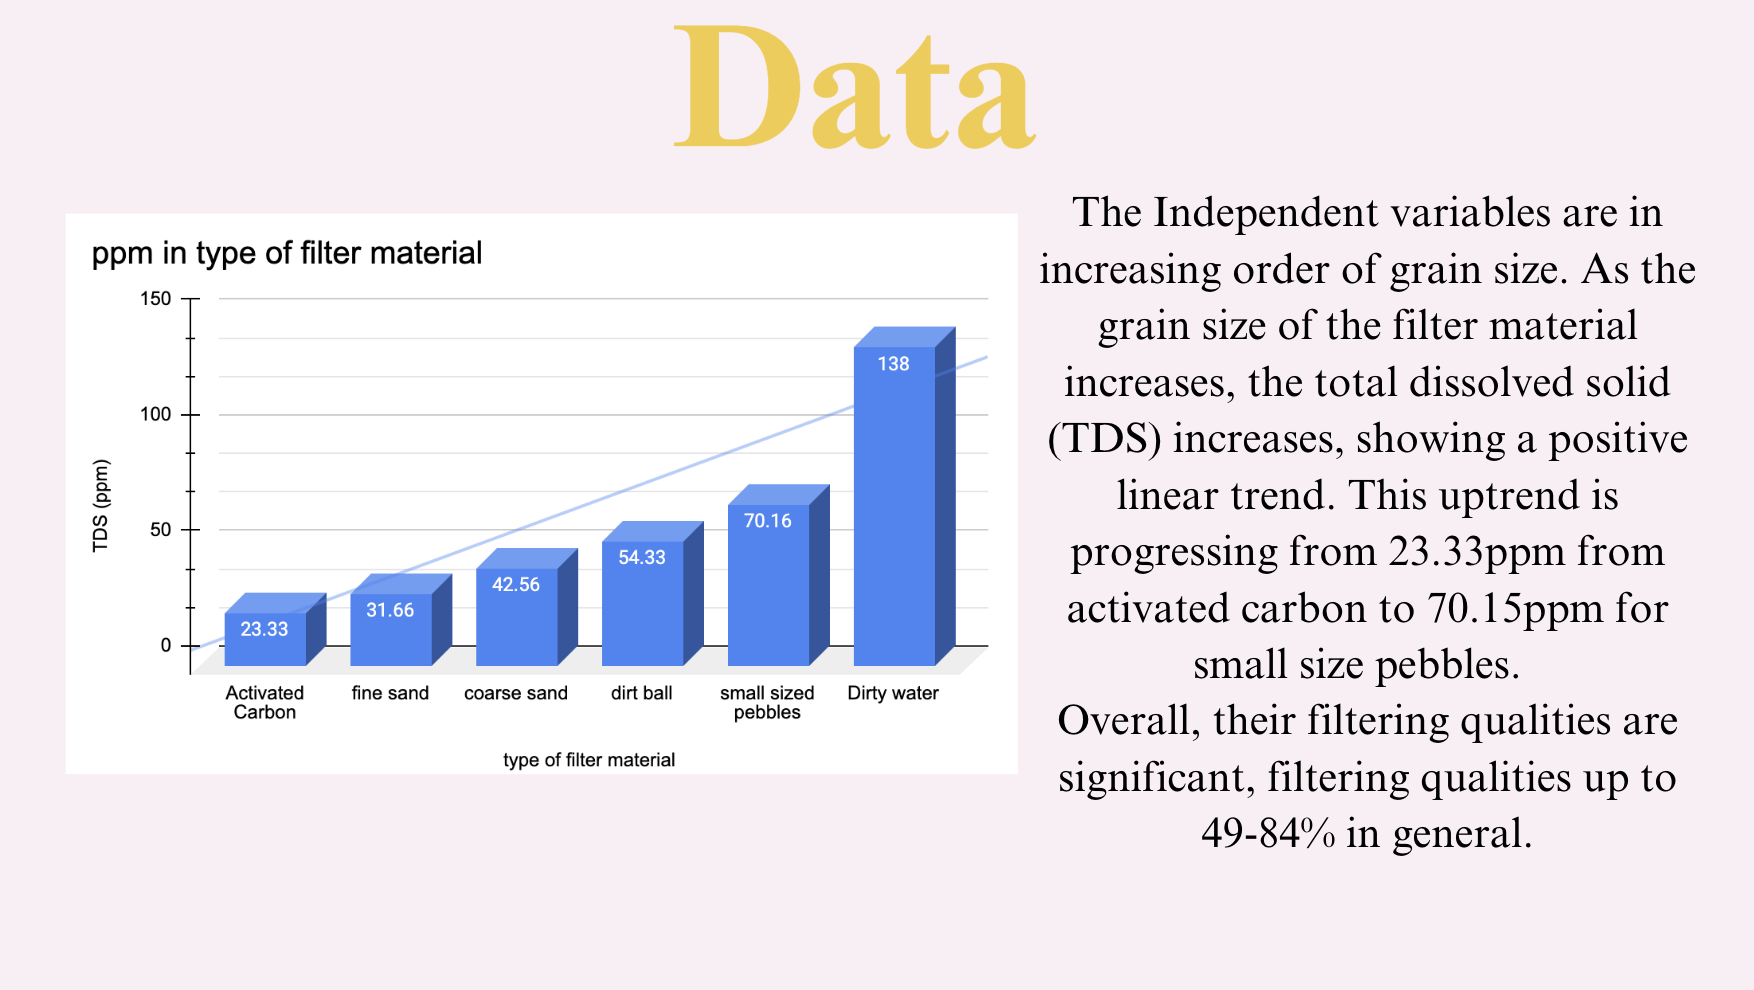 Data
ppm in type of filter material
150
100
50
0
TDS (ppm)
23.33
31.66
42.56
54.33
70.16
138
Activated
Carbon
fine sand
coarse sand
dirt ball
small sized
pebbles
Dirty water
type of filter material
The Independent variables are in
increasing order of grain size. As the
grain size of the filter material
increases, the total dissolved solid
(TDS) increases, showing a positive
linear trend. This uptrend is
progressing from 23.33ppm from
activated carbon to 70.15ppm for
small size pebbles.
Overall, their filtering qualities are
significant, filtering qualities up to
49-84% in general.